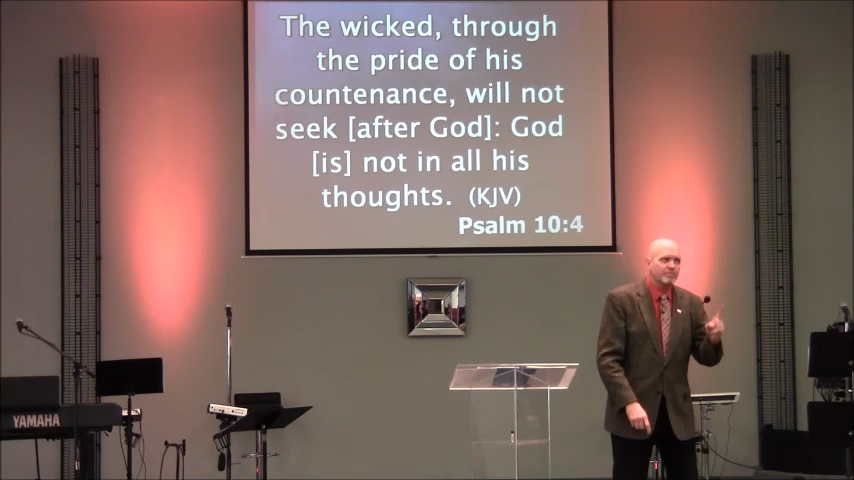 The wicked, through
the pride of his
countenance, will not
seek [after God]: God
[is] not in all his
thoughts. (KJV)
Psalm 10:4
YAMAHA